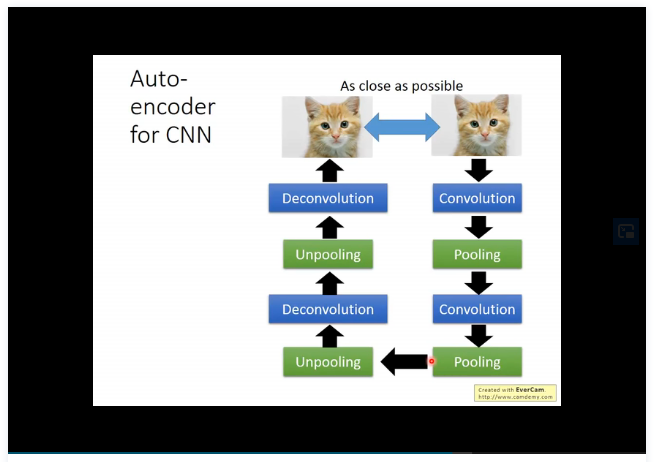 Auto-
encoder
for CNN
As close as possible
Deconvolution
Convolution
Unpooling
Pooling
Deconvolution
Convolution
Unpooling
Pooling
Created with EverCam
http://www.camdemy.com